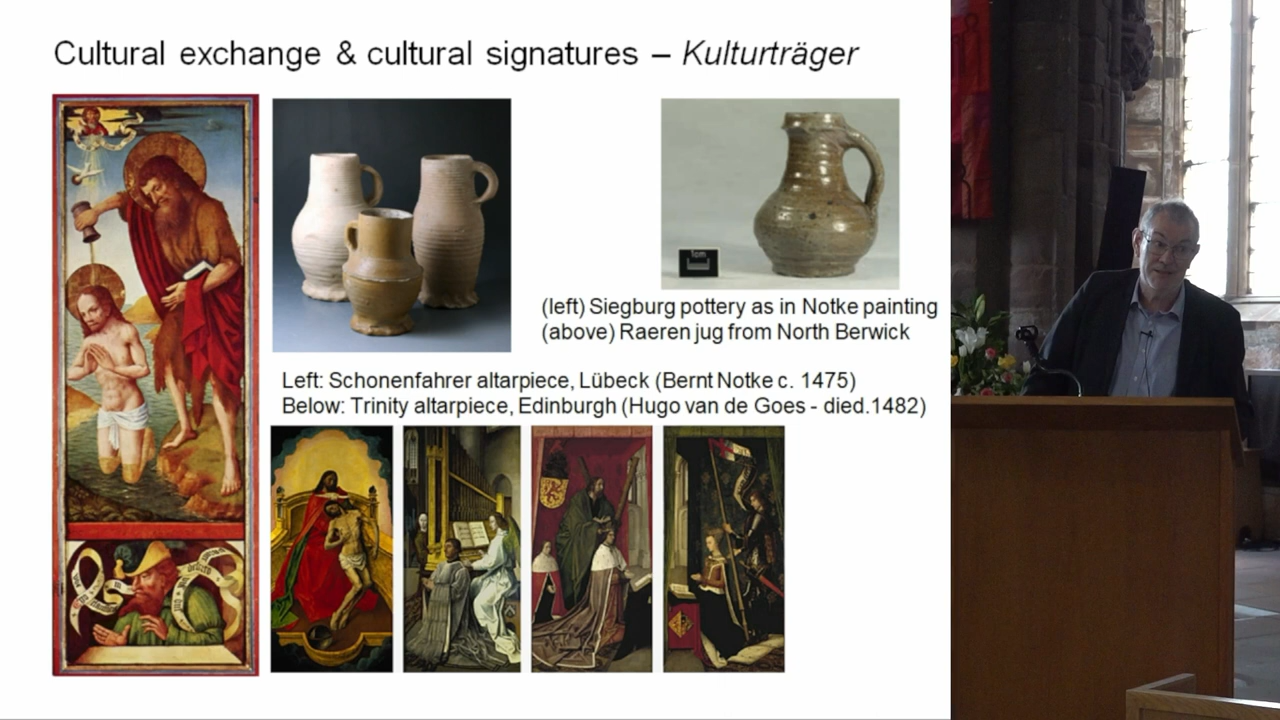 Cultural exchange & cultural signatures – Kulturträger
1cm
(left) Siegburg pottery as in Notke painting
(above) Raeren jug from North Berwick
Left: Schonenfahrer altarpiece, Lübeck (Bernt Notke c. 1475)
Below: Trinity altarpiece, Edinburgh (Hugo van de Goes - died.1482)